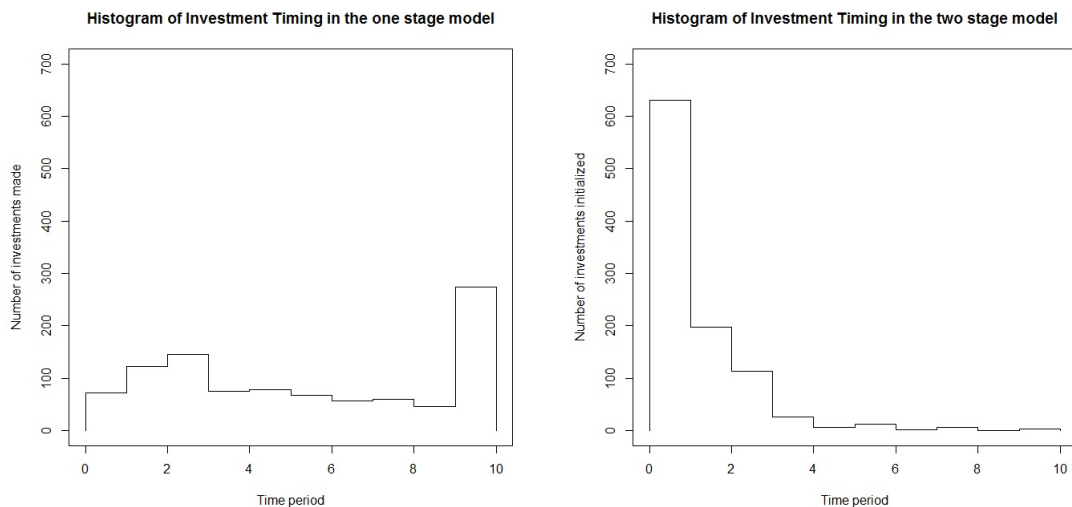 Histogram of Investment Timing in the one stage model
Number of investments made
700
600
500
400
300
200
100
0
0 2 4 6 8 10
Time period
Histogram of Investment Timing in the two stage model
Number of investments initialized
700
600
500
400
300
200
100
0
0 2 4 6 8 10
Time period